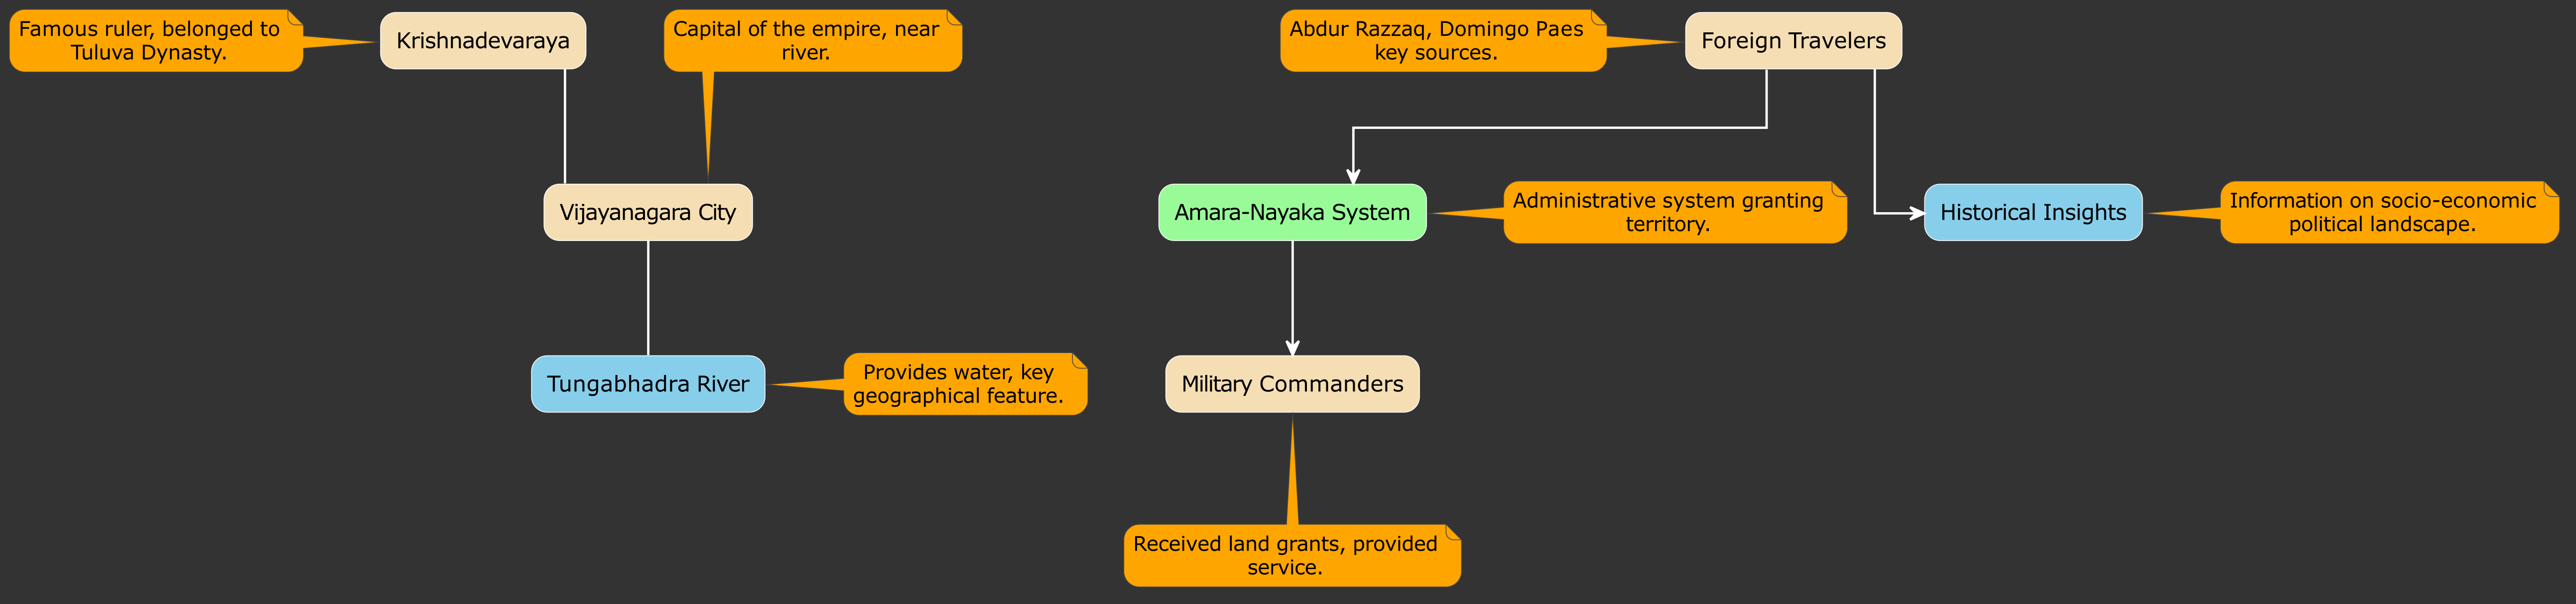 Famous ruler, belonged to
Tuluva Dynasty.
Krishnadevaraya
Capital of the empire, near
river.
Abdur Razzaq, Domingo Paes
key sources.
Foreign Travelers
Vijayanagara City
Amara-Nayaka System
Administrative system granting
territory.
Historical Insights
Information on socio-economic
political landscape.
Tungabhadra River
Provides water, key
geographical feature.
Military Commanders
Received land grants, provided
service.